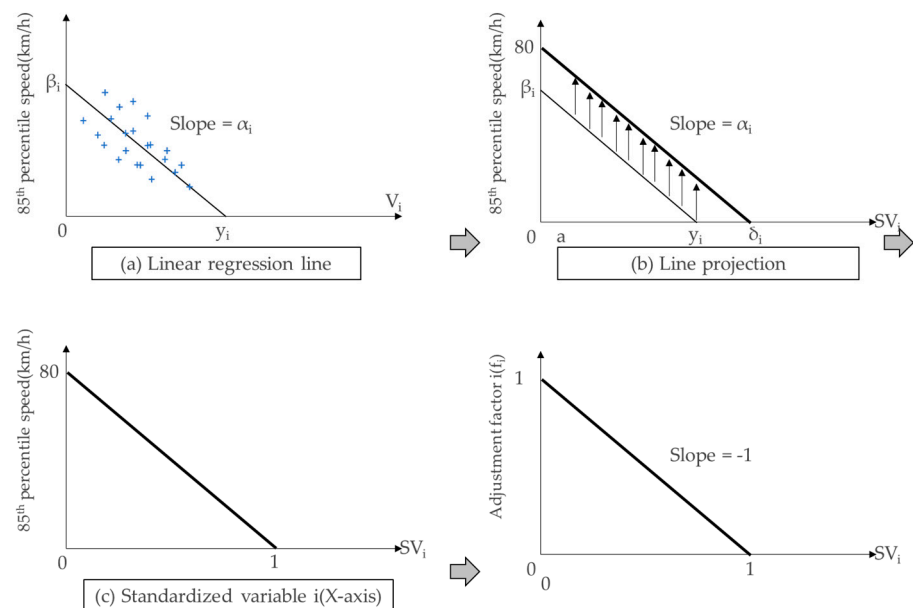 85th percentile speed(km/h)
βi
Slope = αi
Vi
0
yi
(a) Linear regression line
85th percentile speed(km/h)
80
βi
Slope = αi
SVi
0
a
yi
δi
(b) Line projection
85th percentile speed(km/h)
80
0
1
SVi
(c) Standardized variable i(X-axis)
Adjustment factor i(fi)
1
Slope = -1
0
0
1
SVi